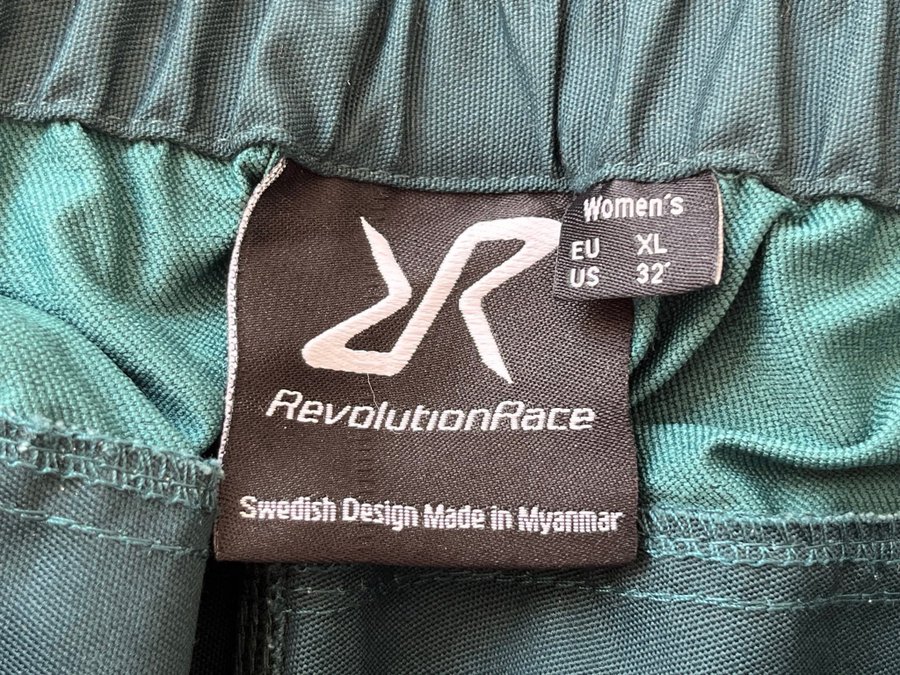 Women's
EU XL
US 32"
RevolutionRace
Swedish Design Made in Myanmar